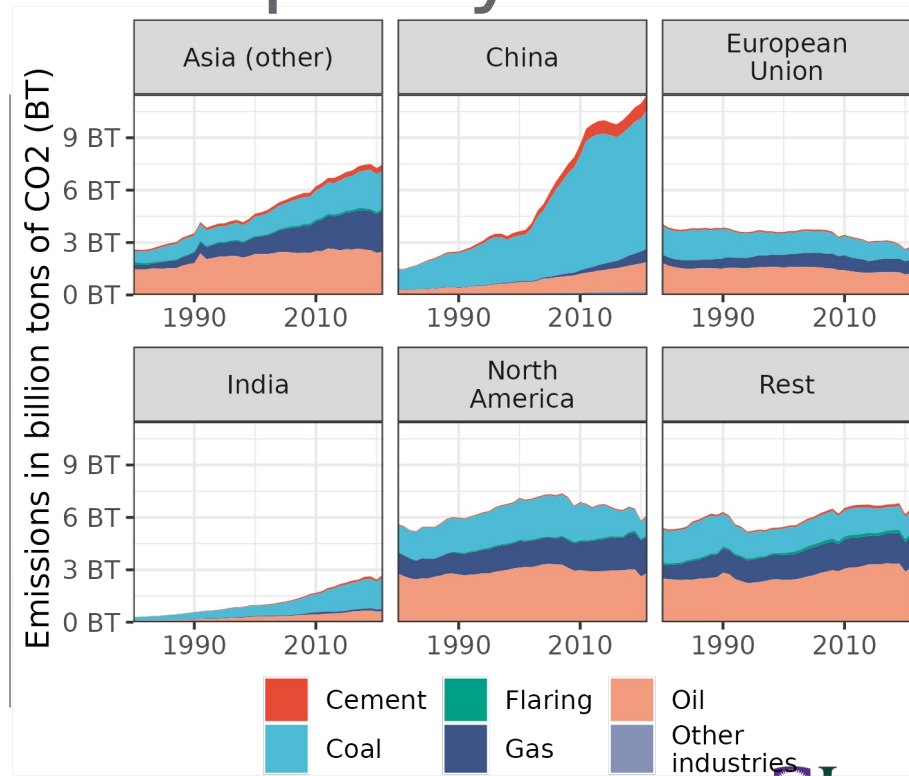 Emissions in billion tons of CO2 (BT)
Asia (other)
China
European
Union
9 BT
6 BT
3 BT
0 BT
1990
2010
1990
2010
1990
2010
India
North
America
Rest
9 BT
6 BT
3 BT
0 BT
1990
2010
1990
2010
1990
2010
Cement
Flaring
Oil
Coal
Gas
Other
industries